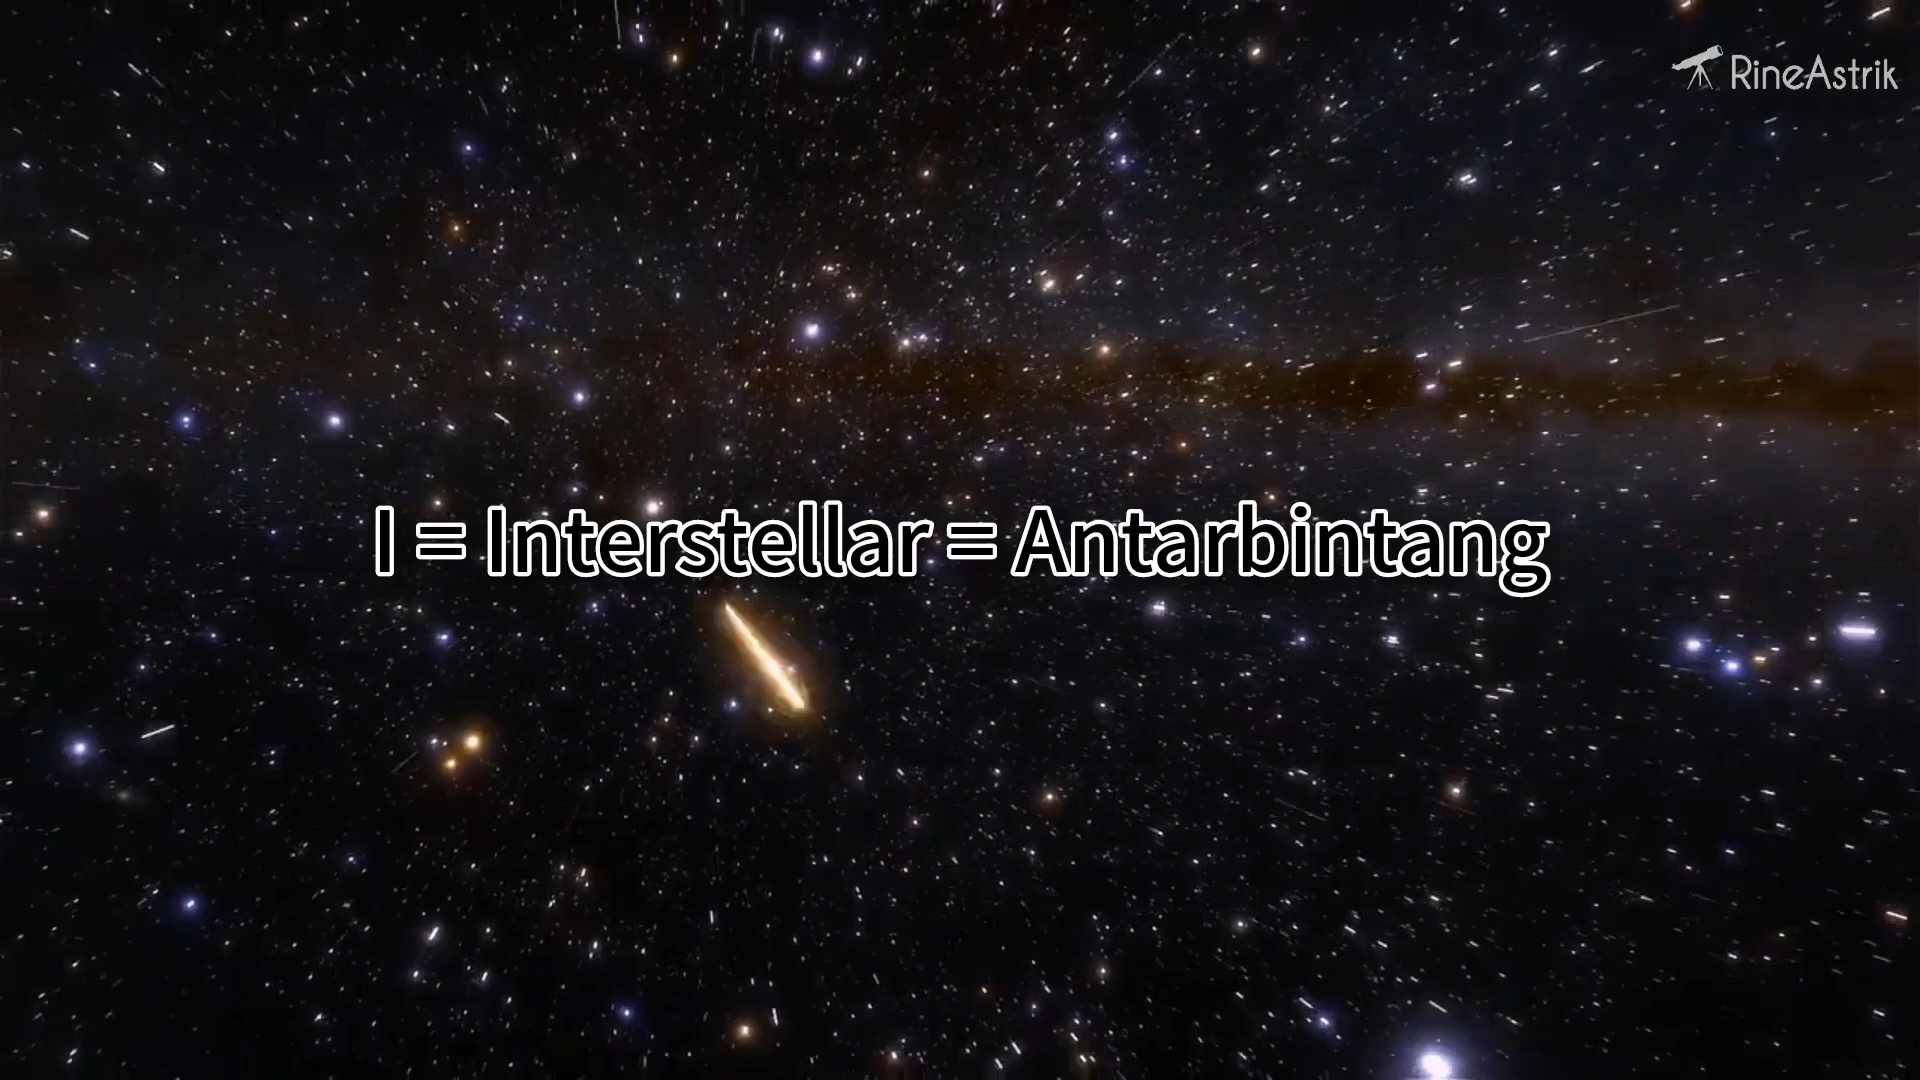 RineAstrik
I = Interstellar = Antarbintang